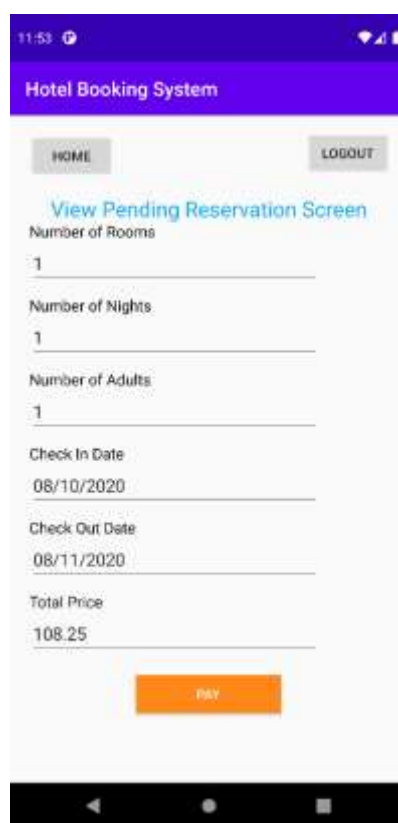 11:53
Hotel Booking System
HOME
LOGOUT
View Pending Reservation Screen
Number of Rooms
1
Number of Nights
1
Number of Adults
1
Check In Date
08/10/2020
Check Out Date
08/11/2020
Total Price
108.25
PAY